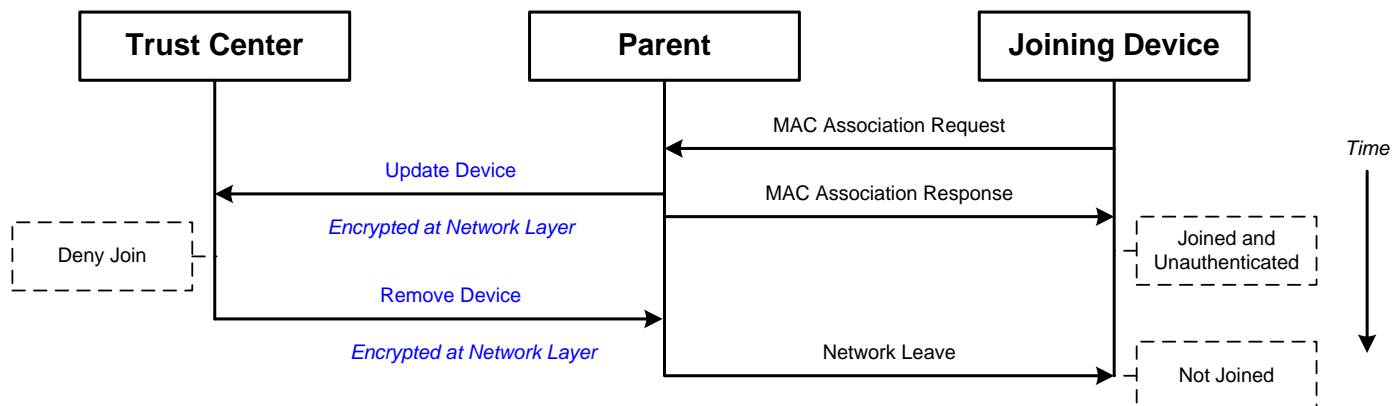 Trust Center
Parent
Joining Device
MAC Association Request
Time
Update Device
MAC Association Response
Encrypted at Network Layer
Deny Join
Joined and
Unauthenticated
Remove Device
Encrypted at Network Layer
Network Leave
Not Joined